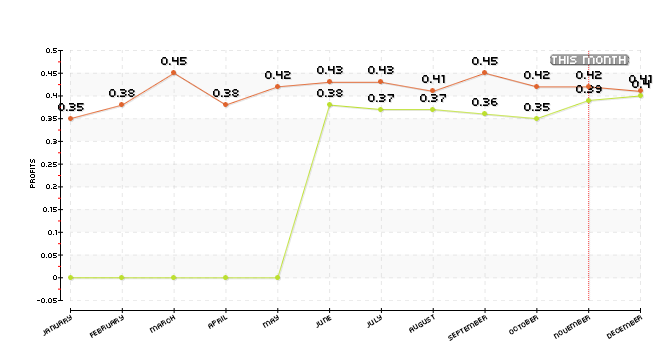 0.5
THIS MONTH
0.45
0.4
0.35
0.3
0.25
0.2
0.15
0.1
0.05
0
-0.05
PROFITS
0.35 0.38 0.45 0.38 0.42 0.43 0.43 0.41 0.45 0.42 0.42 0.41
0.38 0.37 0.37 0.36 0.35 0.39 0.4
JANUARY FEBRUARY MARCH APRIL MAY JUNE JULY AUGUST SEPTEMBER OCTOBER NOVEMBER DECEMBER